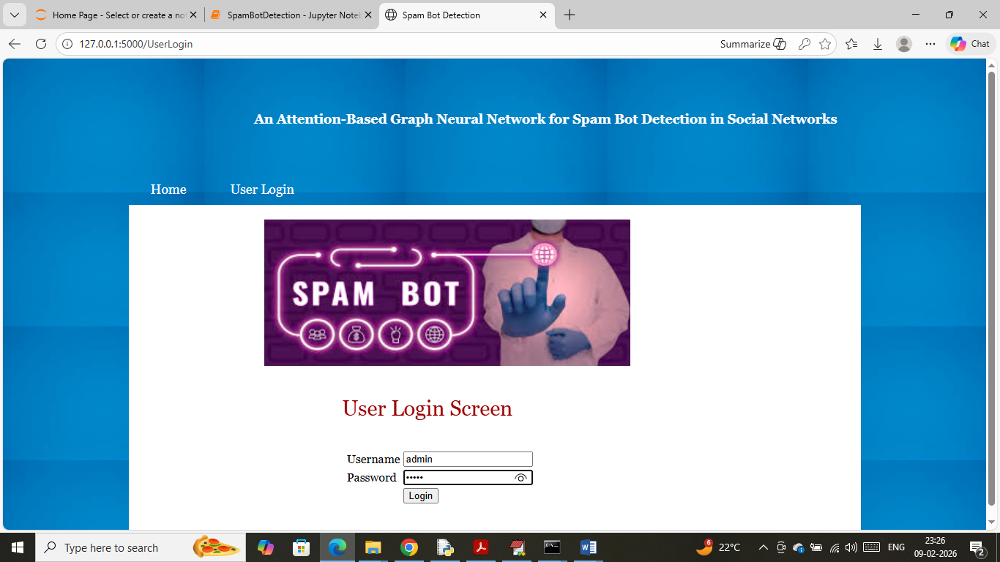 Home Page - Select or create a no
SpamBotDetection - Jupyter Note
Spam Bot Detection
127.0.0.1:5000/UserLogin
Summarize
Chat
An Attention-Based Graph Neural Network for Spam Bot Detection in Social Networks
Home
User Login
SPAM BOT
User Login Screen
Username admin
Password •••••
Login
Type here to search
6
22°C
ENG
23:26
09-02-2026
2